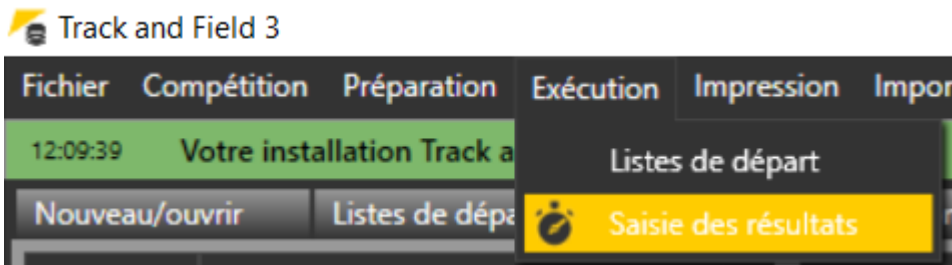 Track and Field 3
Fichier Compétition Préparation Exécution Impression
12:09:39 Votre installation Track
Listes de départ
Nouveau/ouvrir Listes de
Saisie des résultats